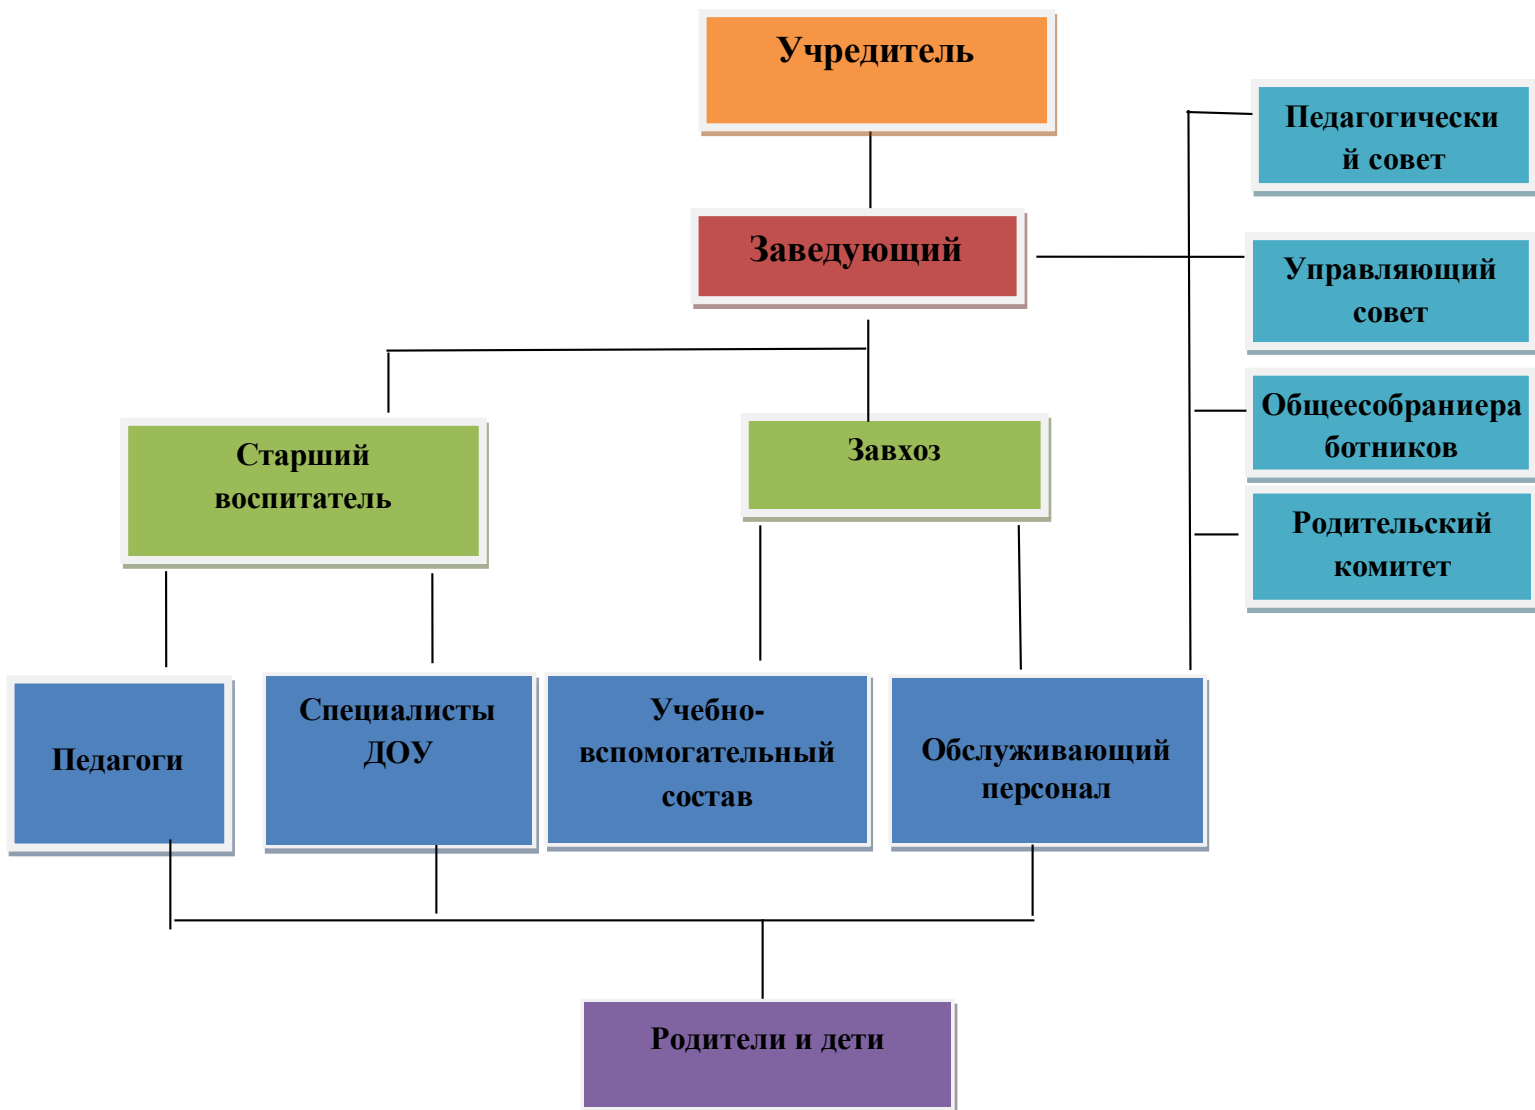 Учредитель
Педагогически
й совет
Заведующий
Управляющий
совет
Общеесобраниера
ботников
Старший
воспитатель
Завхоз
Родительский
комитет
Педагоги
Специалисты
ДОУ
Учебно-
вспомогательный
состав
Обслуживающий
персонал
Родители и дети